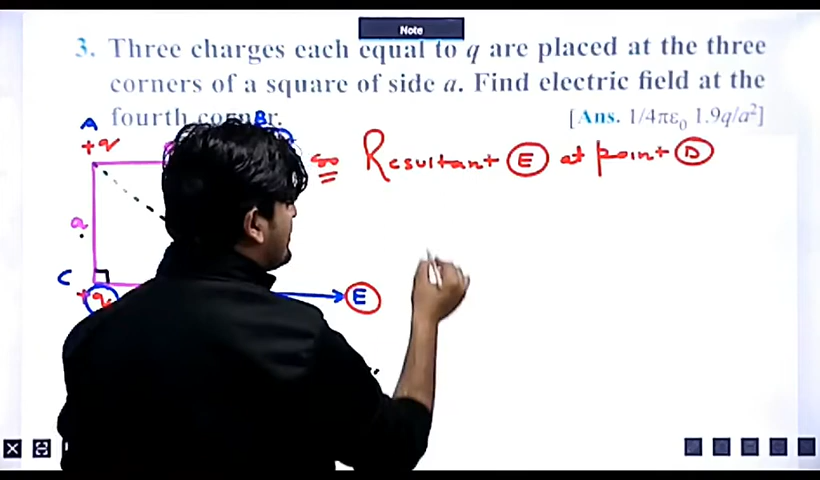 Note
3. Three charges each equal to q are placed at the three
corners of a square of side a. Find electric field at the
fourth corner.
[Ans. 1/4πε₀ 1.9q/a²]
A
B
+q
so Resultant E at point D
a
C
+q
E